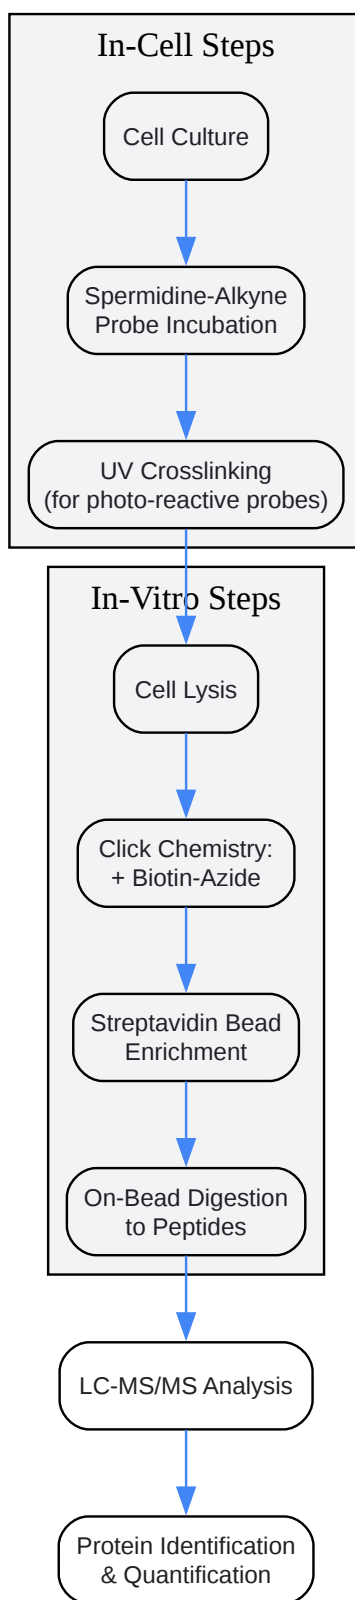 In-Cell Steps
Cell Culture
Spermidine-Alkyne
Probe Incubation
UV Crosslinking
(for photo-reactive probes)
In-Vitro Steps
Cell Lysis
Click Chemistry:
+ Biotin-Azide
Streptavidin Bead
Enrichment
On-Bead Digestion
to Peptides
LC-MS/MS Analysis
Protein Identification
& Quantification